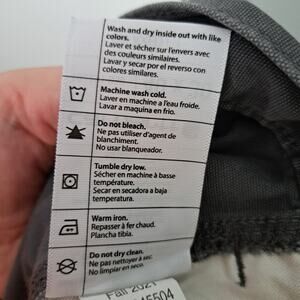 Wash and dry inside out with like
colors.
Laver et sécher sur l'envers avec
des couleurs similaires.
Lavar y secar por el reverso con
colores similares.
Machine wash cold.
Laver en machine a l'eau froide.
Lavar a maquina en frio.
Do not bleach.
Ne pas utiliser d'agent de
blanchiment.
No usar blanqueador.
Tumble dry low.
Sécher en machine à basse
température.
Secar en secadora a baja
temperatura.
Warm iron.
Repasser à fer chaud.
Plancha tibia.
Do not dry clean.
Ne pas nettoyer à sec.
No limpiar en seco.
Fall 2021